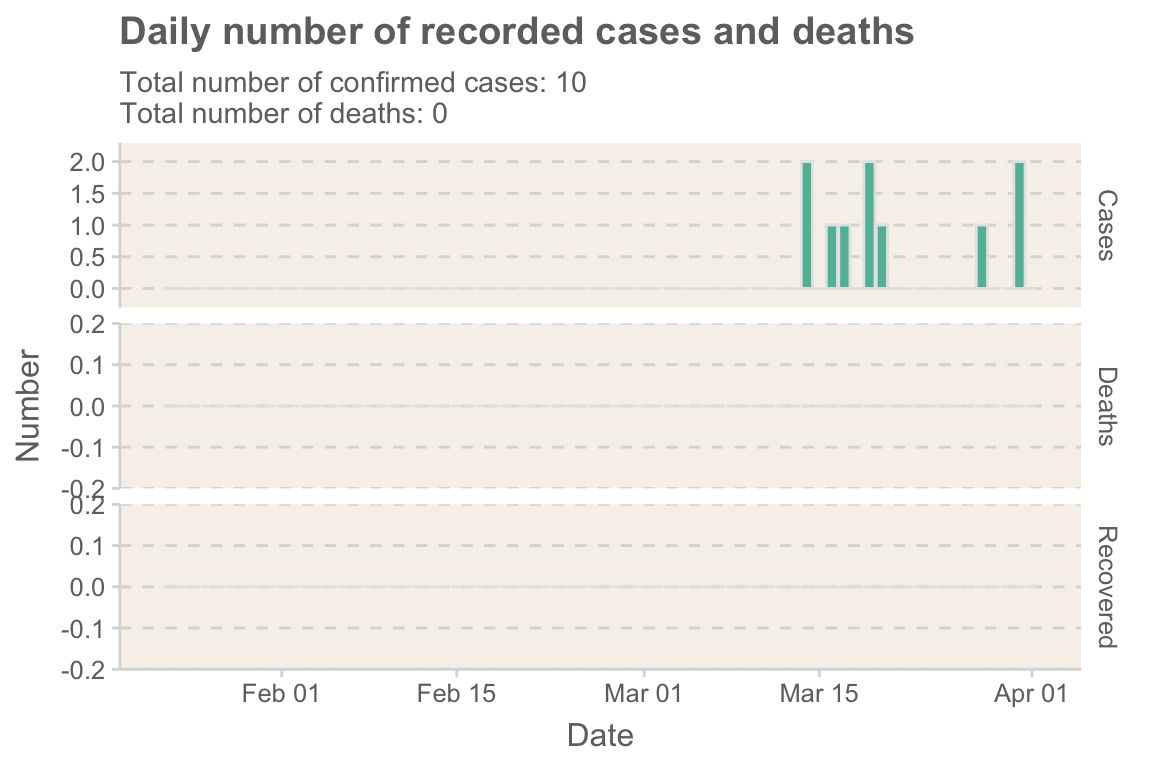 Daily number of recorded cases and deaths
Total number of confirmed cases: 10
Total number of deaths: 0
2.0
1.5
1.0
0.5
0.0
Cases
0.2
0.1
0.0
-0.1
-0.2
Deaths
0.2
0.1
0.0
-0.1
-0.2
Recovered
Number
Feb 01 Feb 15 Mar 01 Mar 15 Apr 01
Date